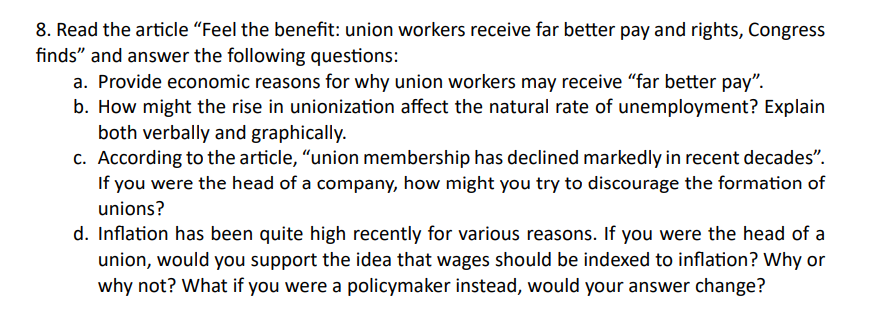 8. Read the article “Feel the benefit: union workers receive far better pay and rights, Congress
finds” and answer the following questions:
a. Provide economic reasons for why union workers may receive “far better pay”.
b. How might the rise in unionization affect the natural rate of unemployment? Explain
both verbally and graphically.
c. According to the article, “union membership has declined markedly in recent decades”.
If you were the head of a company, how might you try to discourage the formation of
unions?
d. Inflation has been quite high recently for various reasons. If you were the head of a
union, would you support the idea that wages should be indexed to inflation? Why or
why not? What if you were a policymaker instead, would your answer change?